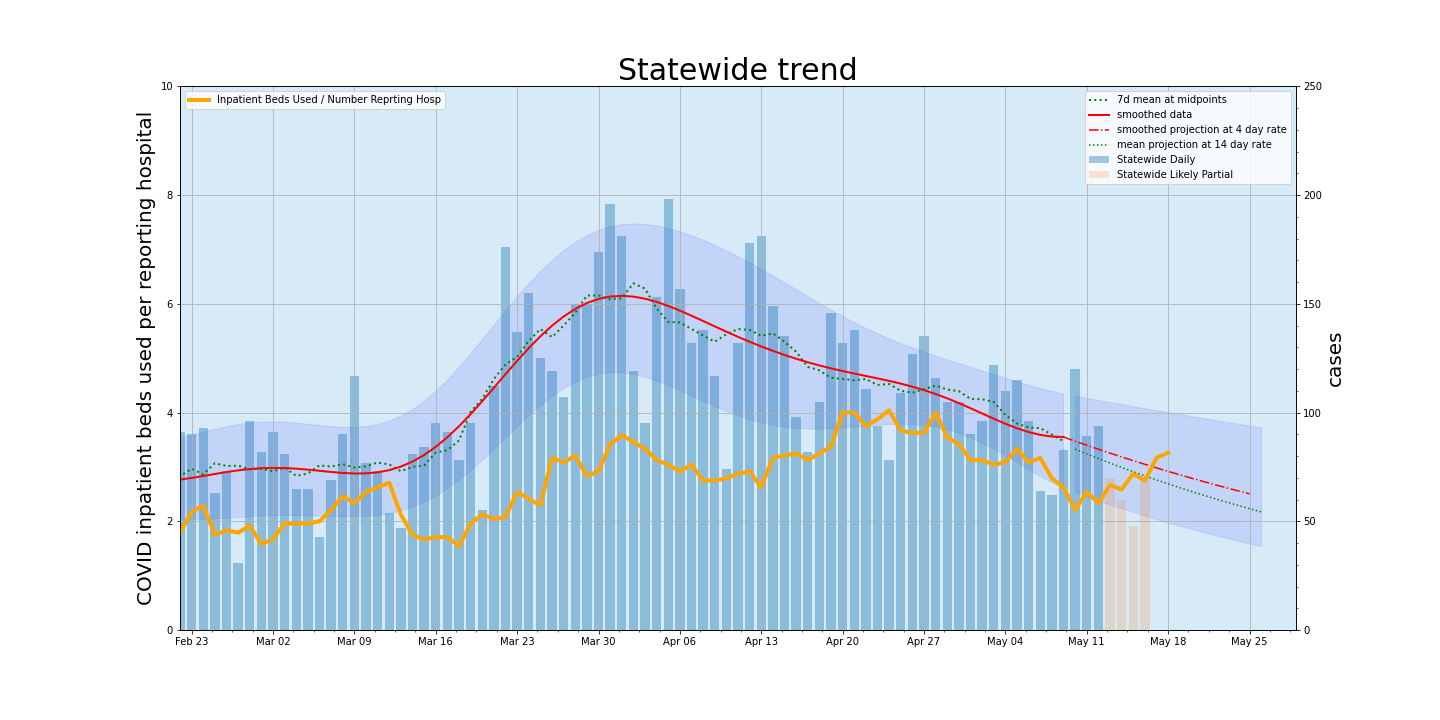 Statewide trend
COVID inpatient beds used per reporting hospital
10
8
6
4
2
0
Inpatient Beds Used / Number Reprting Hosp
7d mean at midpoints
smoothed data
smoothed projection at 4 day rate
mean projection at 14 day rate
Statewide Daily
Statewide Likely Partial
250
200
150
100
50
0
cases
Feb 23
Mar 02
Mar 09
Mar 16
Mar 23
Mar 30
Apr 06
Apr 13
Apr 20
Apr 27
May 04
May 11
May 18
May 25